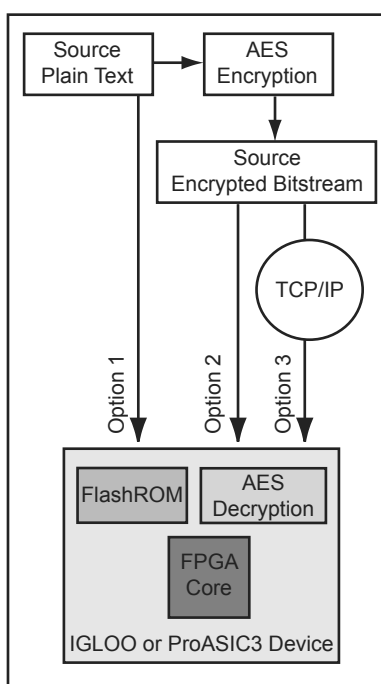 Source
Plain Text
AES
Encryption
Source
Encrypted Bitstream
TCP/IP
Option 1
Option 2
Option 3
FlashROM
AES
Decryption
FPGA
Core
IGLOO or ProASIC3 Device